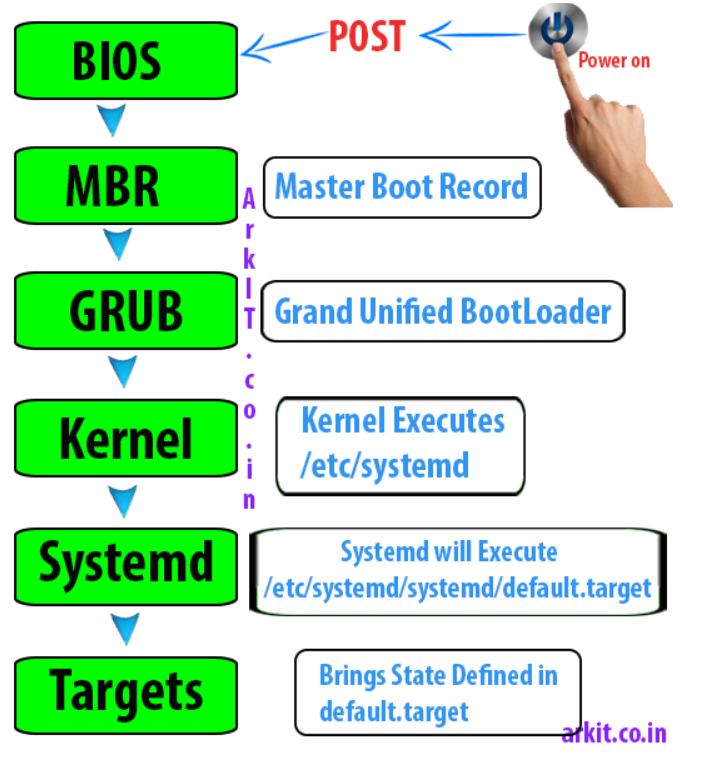 BIOS
POST
Power on
MBR
Master Boot Record
ArkIT.co.in
GRUB
Grand Unified BootLoader
Kernel
Kernel Executes
/etc/systemd
Systemd
Systemd will Execute
/etc/systemd/systemd/default.target
Targets
Brings State Defined in
default.target
arkit.co.in